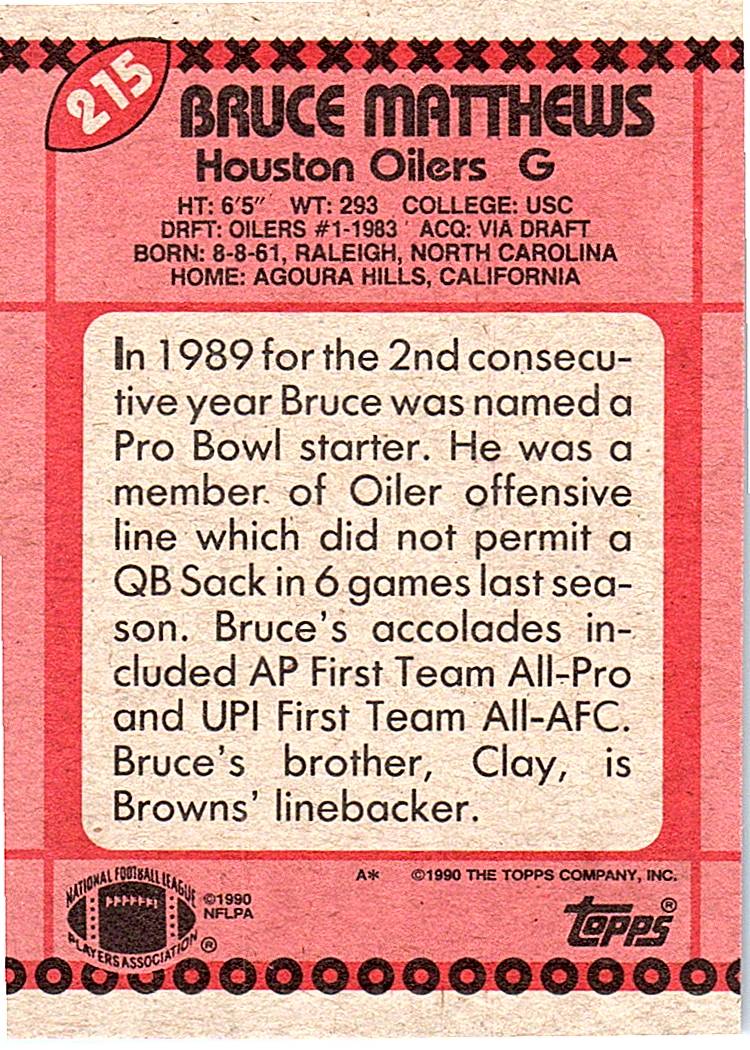 215
BRUCE MATTHEWS
Houston Oilers G
HT: 6'5" WT: 293 COLLEGE: USC
DRFT: OILERS #1-1983 ACQ: VIA DRAFT
BORN: 8-8-61, RALEIGH, NORTH CAROLINA
HOME: AGOURA HILLS, CALIFORNIA
In 1989 for the 2nd consecu-
tive year Bruce was named a
Pro Bowl starter. He was a
member of Oiler offensive
line which did not permit a
QB Sack in 6 games last sea-
son. Bruce's accolades in-
cluded AP First Team All-Pro
and UPI First Team All-AFC.
Bruce's brother, Clay, is
Browns' linebacker.
A* ©1990 THE TOPPS COMPANY, INC.
NATIONAL FOOTBALL LEAGUE
PLAYERS ASSOCIATION ®
©1990
NFLPA
Topps ®